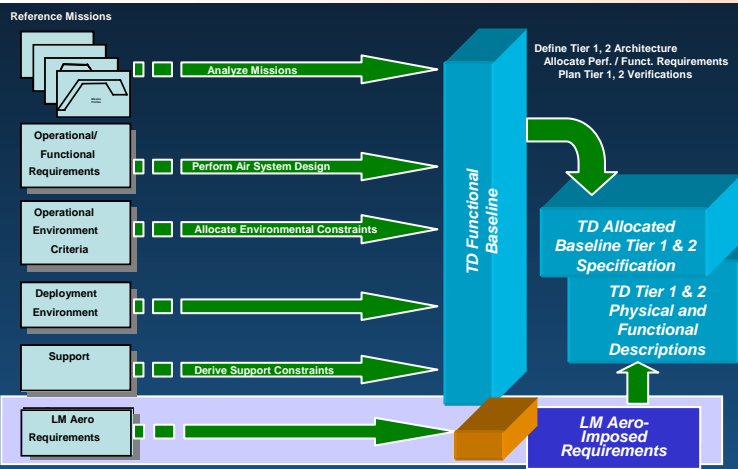 Reference Missions
Analyze Missions
Operational/
Functional
Requirements
Perform Air System Design
Operational
Environment
Criteria
Allocate Environmental Constraints
Deployment
Environment
Support
Derive Support Constraints
LM Aero
Requirements
TD Functional
Baseline
Define Tier 1, 2 Architecture
Allocate Perf. / Funct. Requirements
Plan Tier 1, 2 Verifications
TD Allocated
Baseline Tier 1 & 2
Specification
TD Tier 1 & 2
Physical and
Functional
Descriptions
LM Aero-
Imposed
Requirements